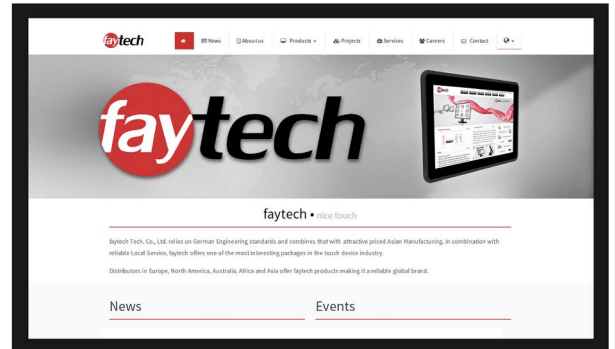 faytech
News
About us
Products
Projects
Services
Careers
Contact
faytech
faytech • nice touch
faytech Tech. Co., Ltd. relies on German Engineering standards and combines that with attractive priced Asian Manufacturing. In combination with
reliable Local Service, faytech offers one of the most interesting packages in the touch device industry.
Distributors in Europe, North America, Australia, Africa and Asia offer faytech products making it a reliable global brand.
News
Events